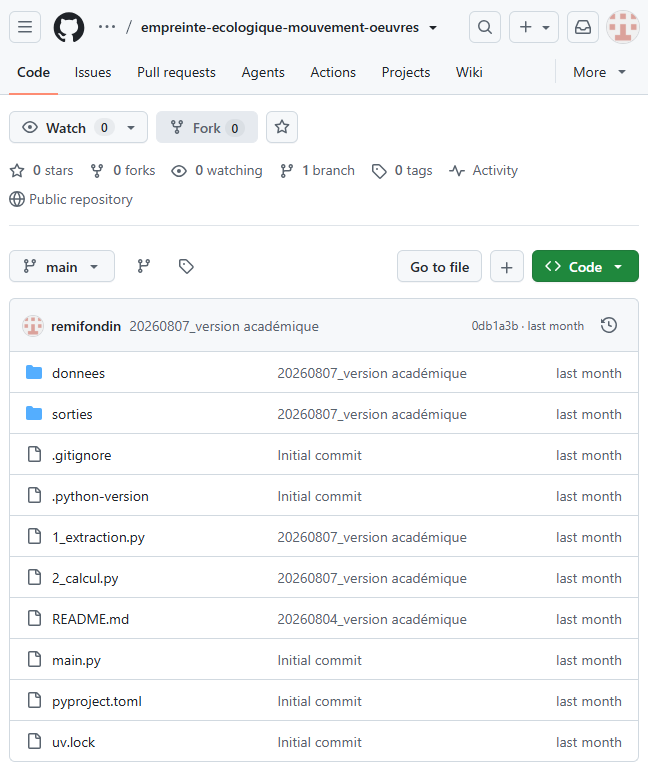 / empreinte-ecologique-mouvement-oeuvres
Code Issues Pull requests Agents Actions Projects Wiki More
Watch 0 Fork 0
0 stars 0 forks 0 watching 1 branch 0 tags Activity
Public repository
main Go to file Code
remifondin 20260807_version académique 0db1a3b · last month
donnees 20260807_version académique last month
sorties 20260807_version académique last month
.gitignore Initial commit last month
.python-version Initial commit last month
1_extraction.py 20260807_version académique last month
2_calcul.py 20260807_version académique last month
README.md 20260804_version académique last month
main.py Initial commit last month
pyproject.toml Initial commit last month
uv.lock Initial commit last month